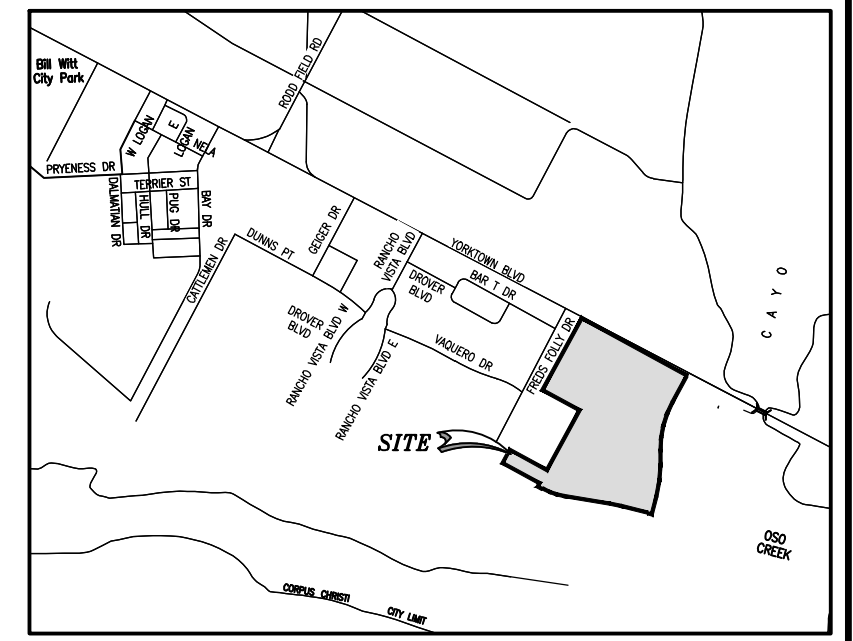 Bill Witt
City Park
RODD FIELD RD
W LOGAN
E
LOGAN
NELA
PRYENESS DR
TERRIER ST
DALMATIAN DR
HULL DR
PUG DR
BAY DR
CATTLEMEN DR
DUNNS PT
GEIGER DR
RANCHO
VISTA BLVD
YORKTOWN BLVD
BAR T DR
DROVER
BLVD
DROVER
BLVD
RANCHO VISTA BLVD W
RANCHO VISTA BLVD E
VAQUERO DR
FREDS FOLLY DR
CAYO
SITE
OSO
CREEK
CORPUS CHRISTI
CITY LIMIT